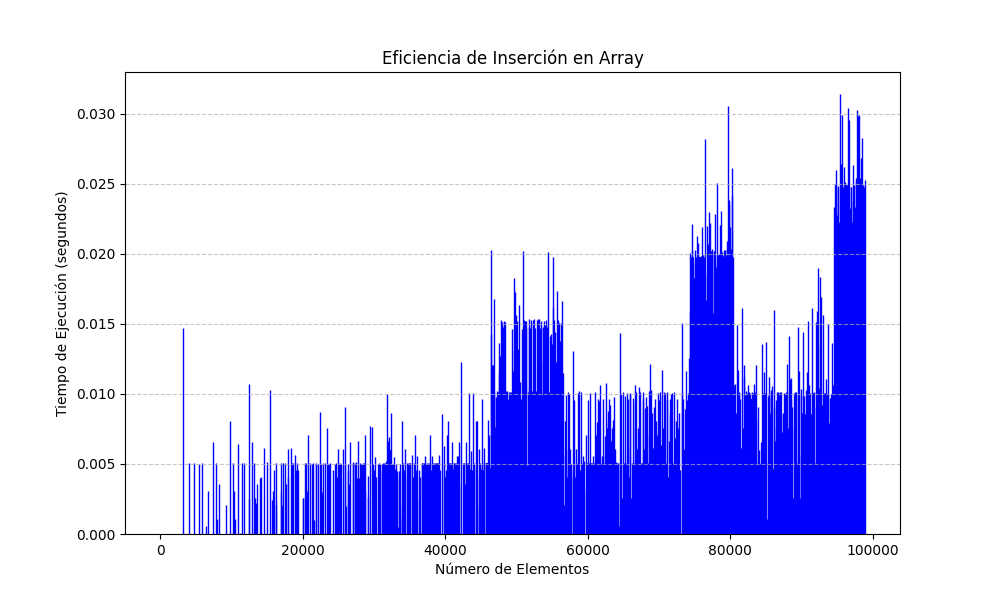 Eficiencia de Inserción en Array
Tiempo de Ejecución (segundos)
0.030
0.025
0.020
0.015
0.010
0.005
0.000
0 20000 40000 60000 80000 100000
Número de Elementos